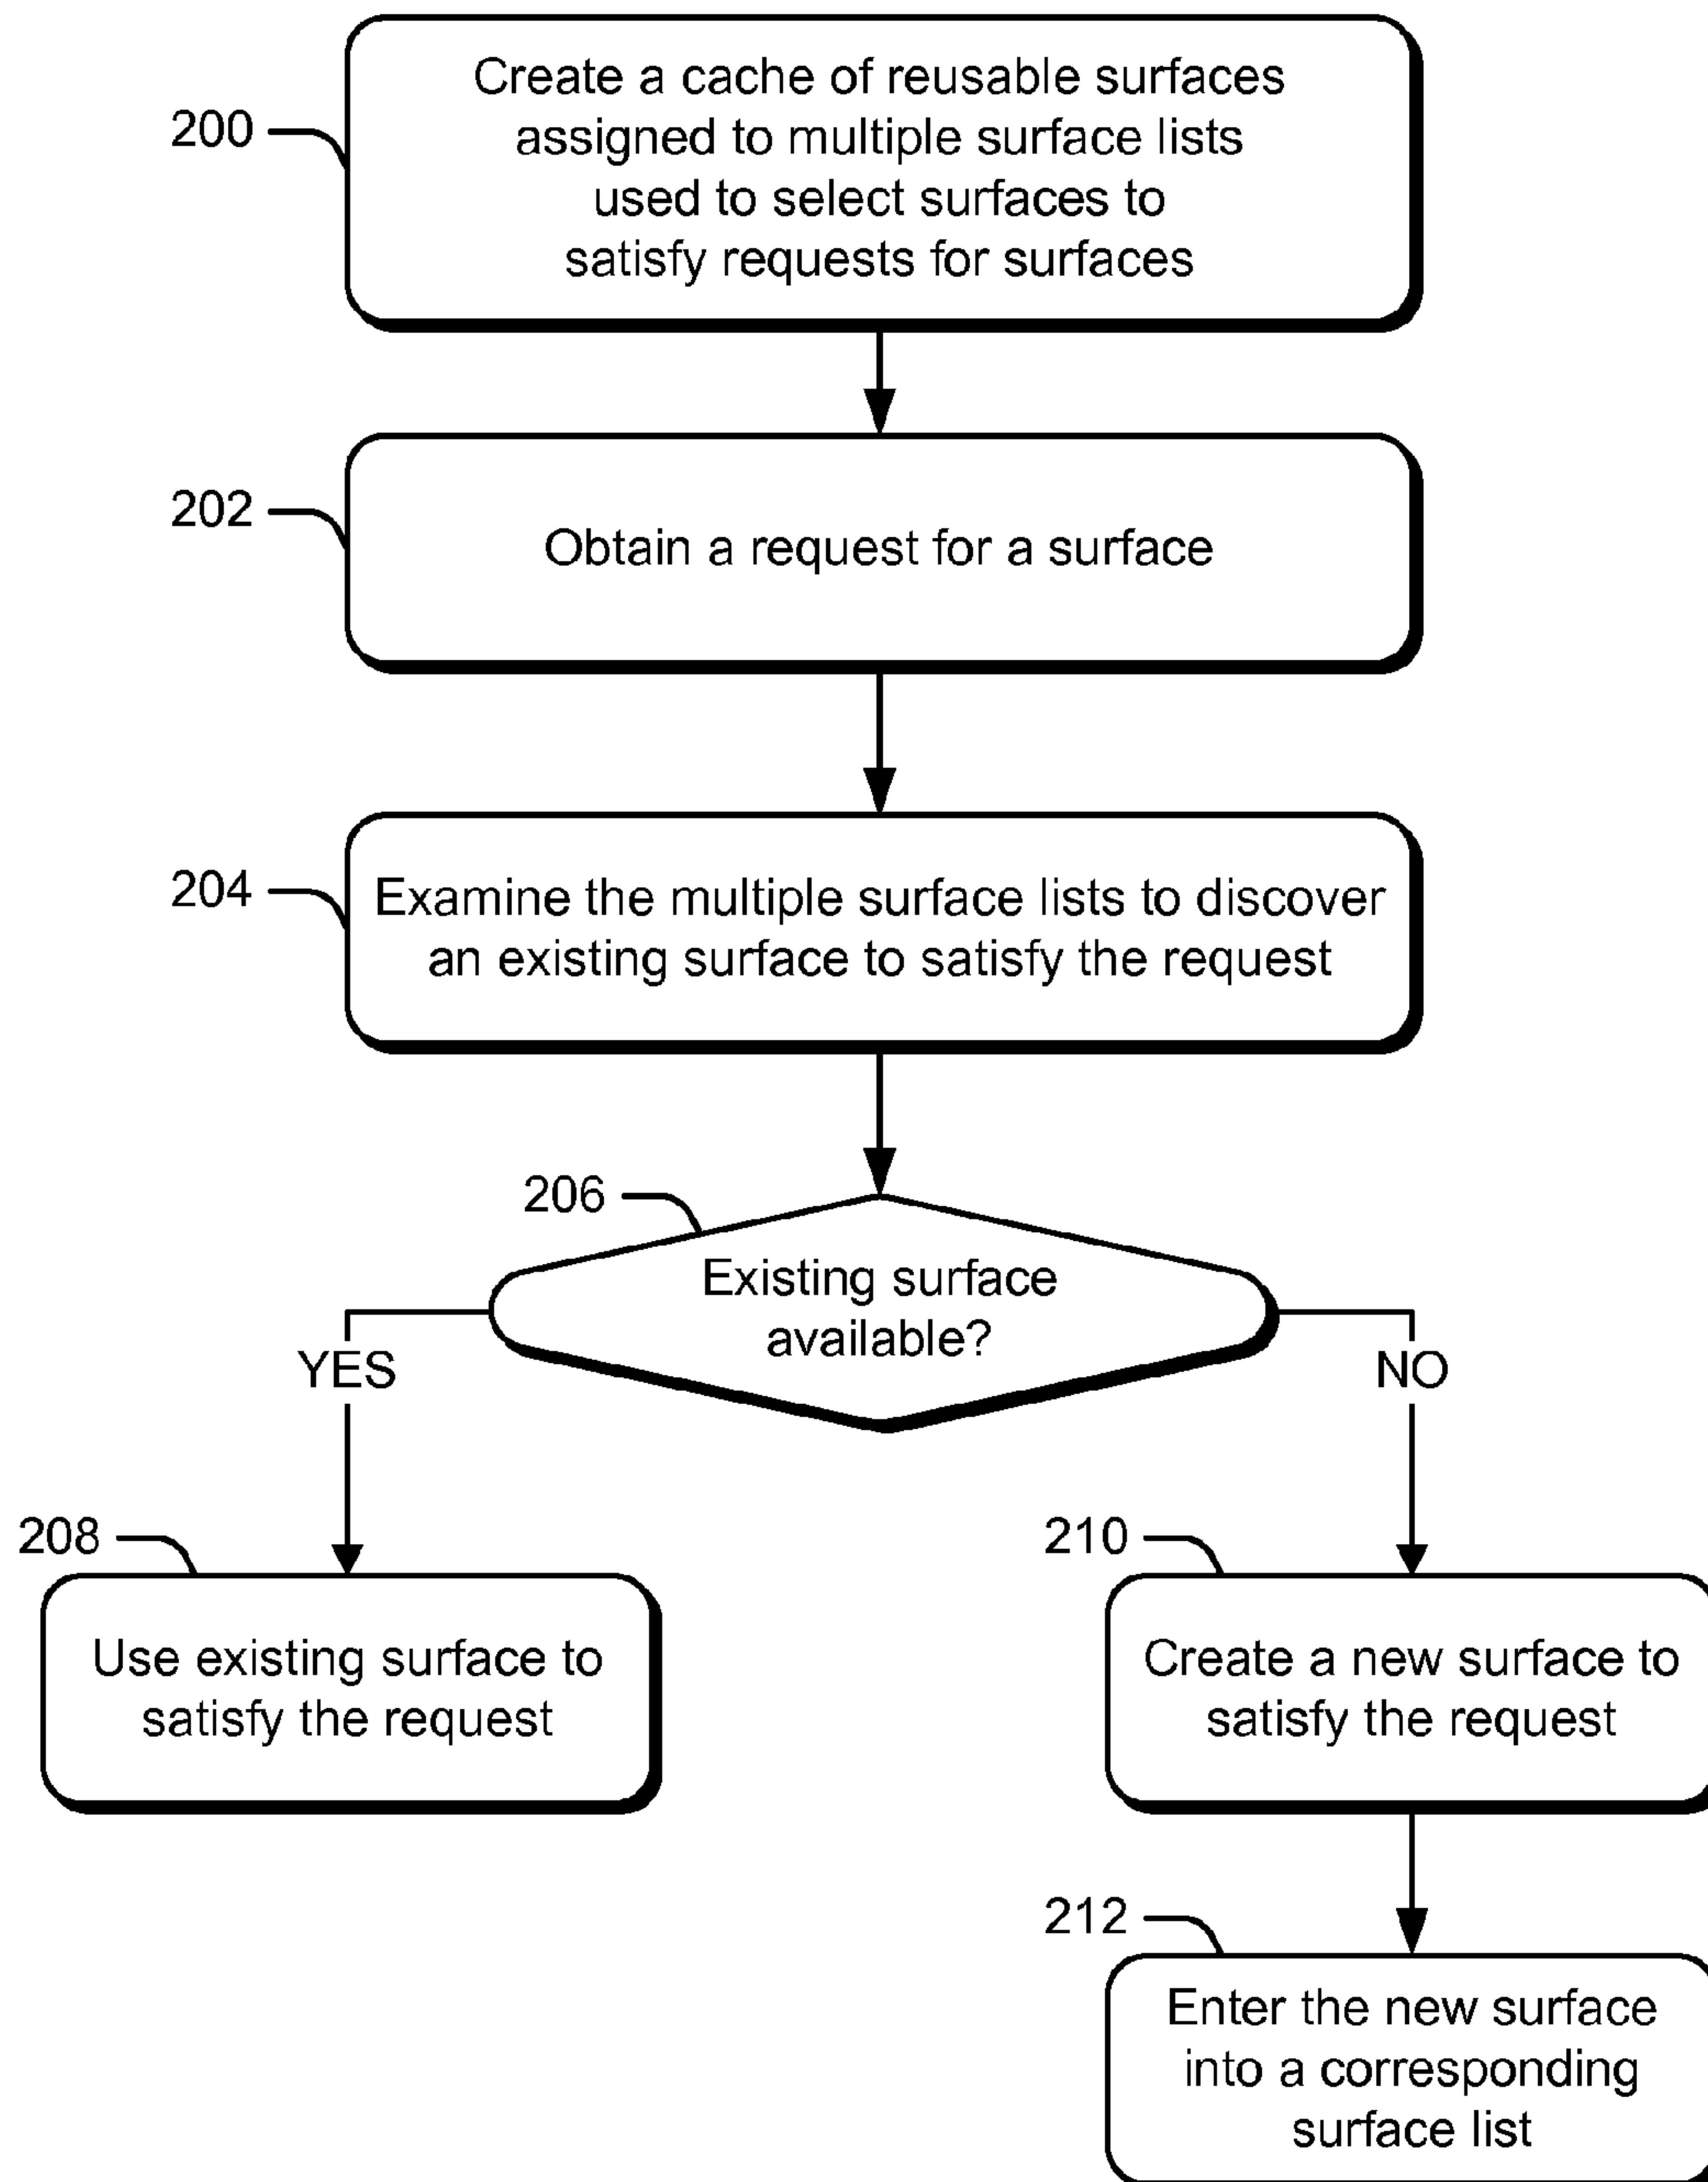 200
Create a cache of reusable surfaces
assigned to multiple surface lists
used to select surfaces to
satisfy requests for surfaces
202
Obtain a request for a surface
204
Examine the multiple surface lists to discover
an existing surface to satisfy the request
206
Existing surface
available?
YES
NO
208
Use existing surface to
satisfy the request
210
Create a new surface to
satisfy the request
212
Enter the new surface
into a corresponding
surface list